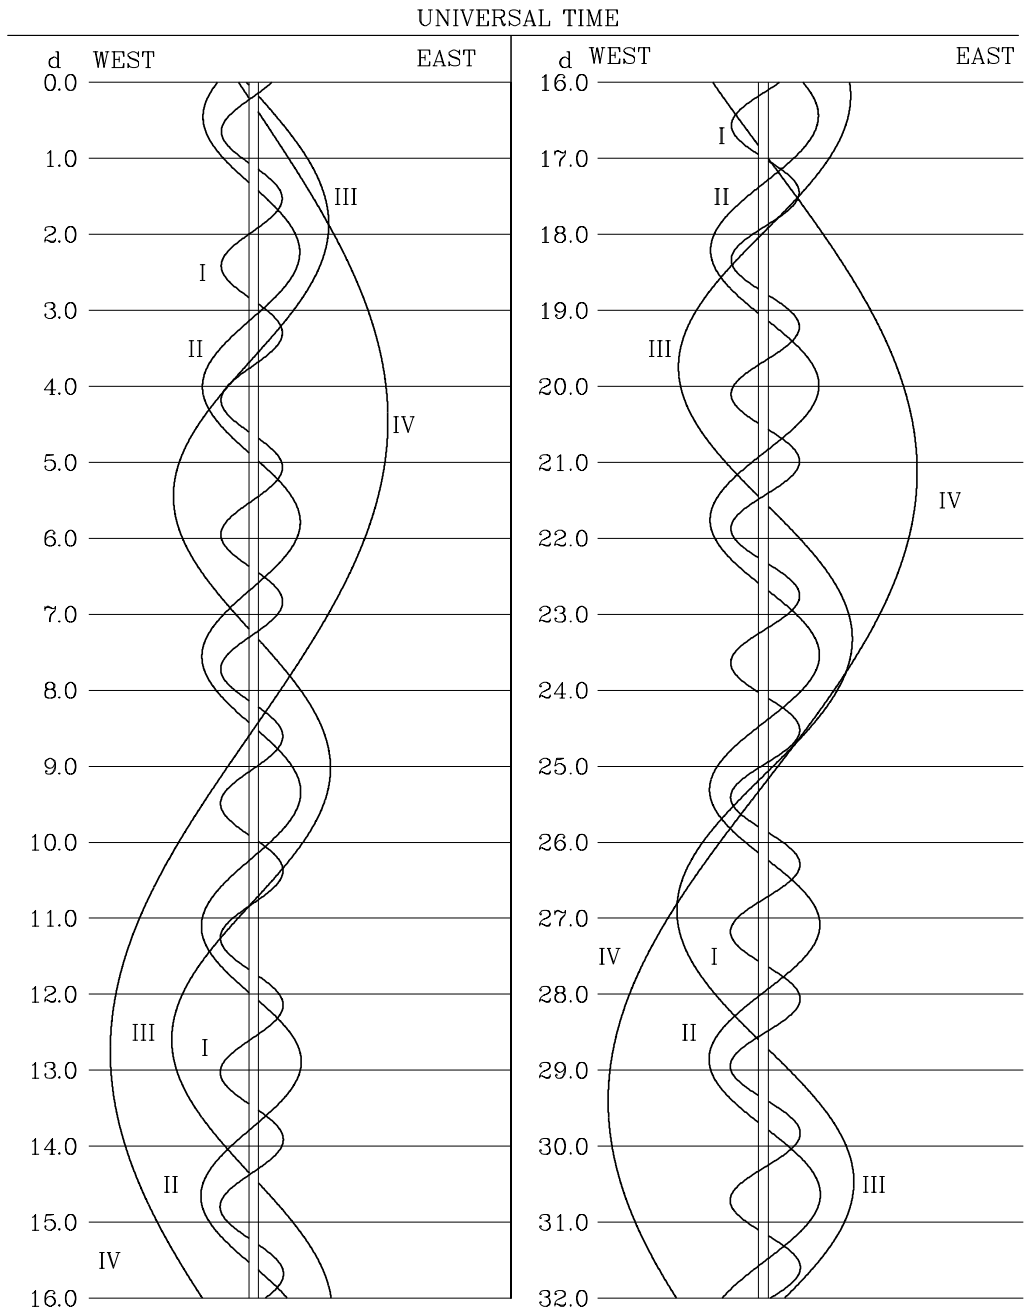 UNIVERSAL TIME
d WEST EAST
0.0
1.0
III
2.0
I
3.0
II
4.0
IV
5.0
6.0
7.0
8.0
9.0
10.0
11.0
12.0
III
I
13.0
14.0
II
15.0
IV
16.0
d WEST EAST
16.0
I
17.0
II
18.0
19.0
III
20.0
21.0
IV
22.0
23.0
24.0
25.0
26.0
27.0
IV I
28.0
II
29.0
30.0
III
31.0
32.0